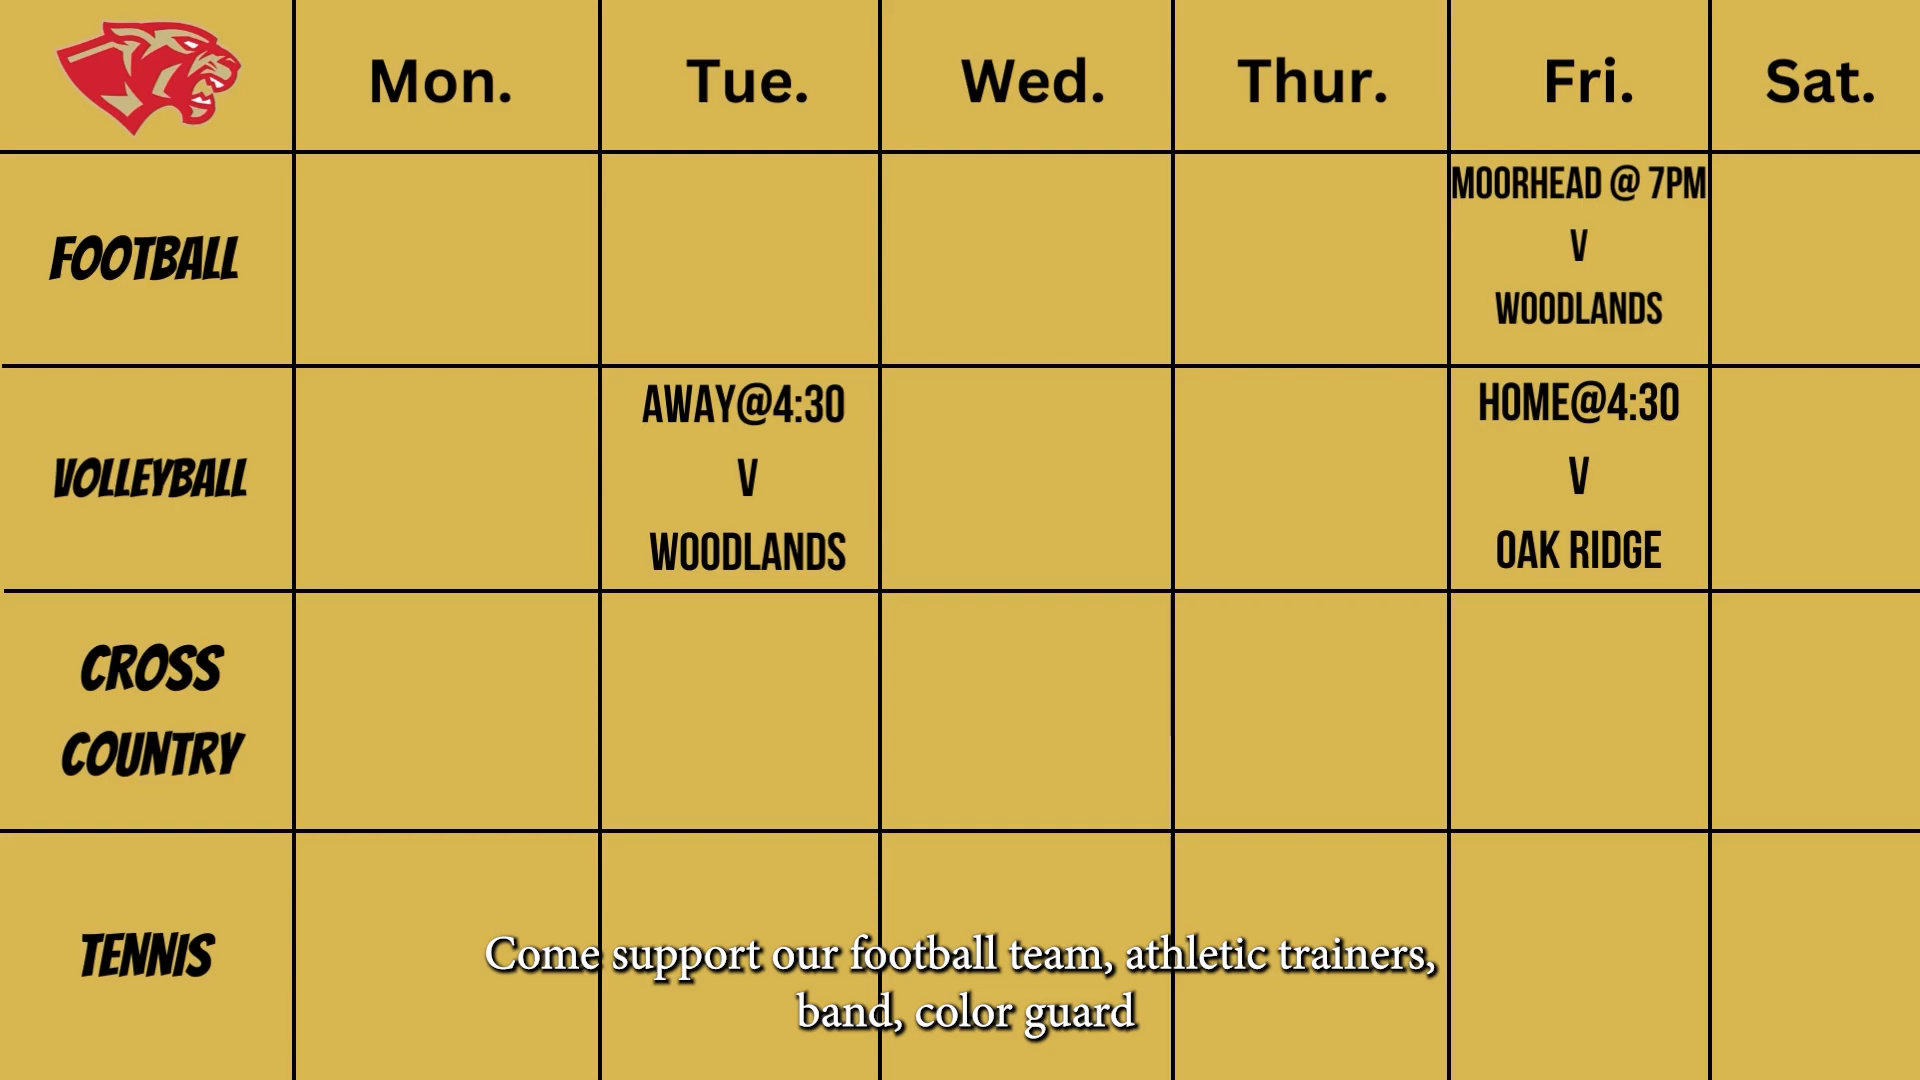 Mon. Tue. Wed. Thur. Fri. Sat.
FOOTBALL
MOORHEAD @ 7PM
V
WOODLANDS
VOLLEYBALL
AWAY@4:30
V
WOODLANDS
HOME@4:30
V
OAK RIDGE
CROSS
COUNTRY
TENNIS
Come support our football team, athletic trainers,
band, color guard